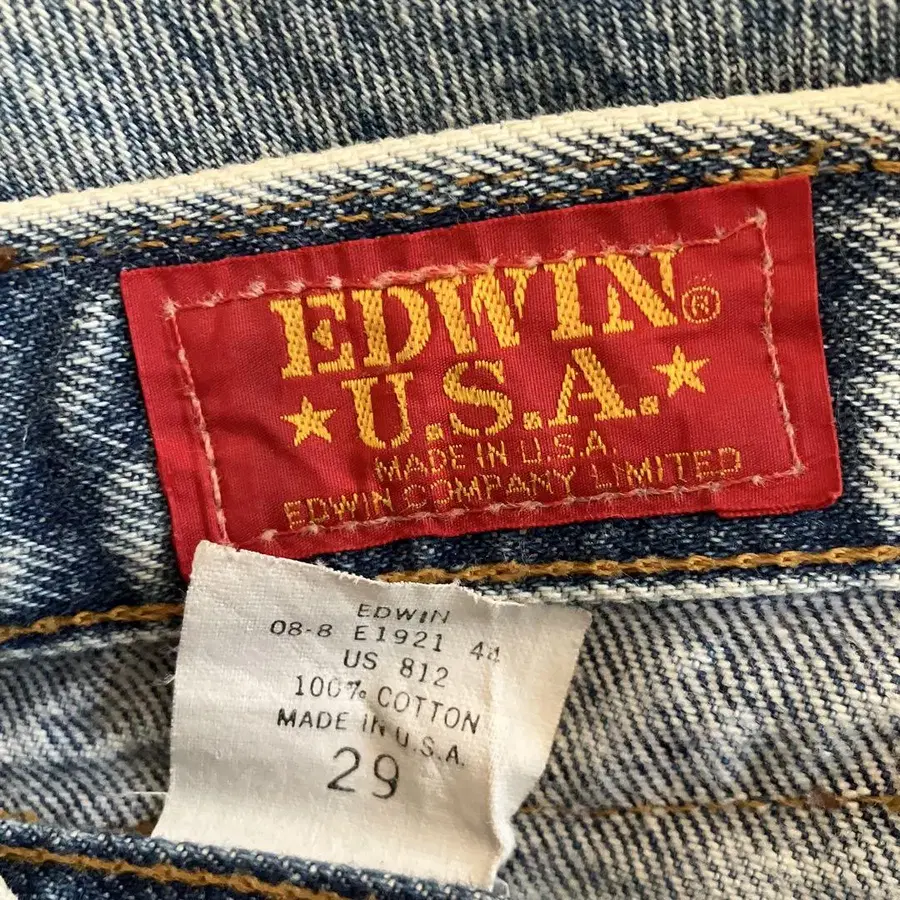 EDWIN®
★U.S.A.★
MADE IN U.S.A.
EDWIN COMPANY LIMITED
EDWIN
08-8 E1921 44
US 812
100% COTTON
MADE IN U.S.A.
29